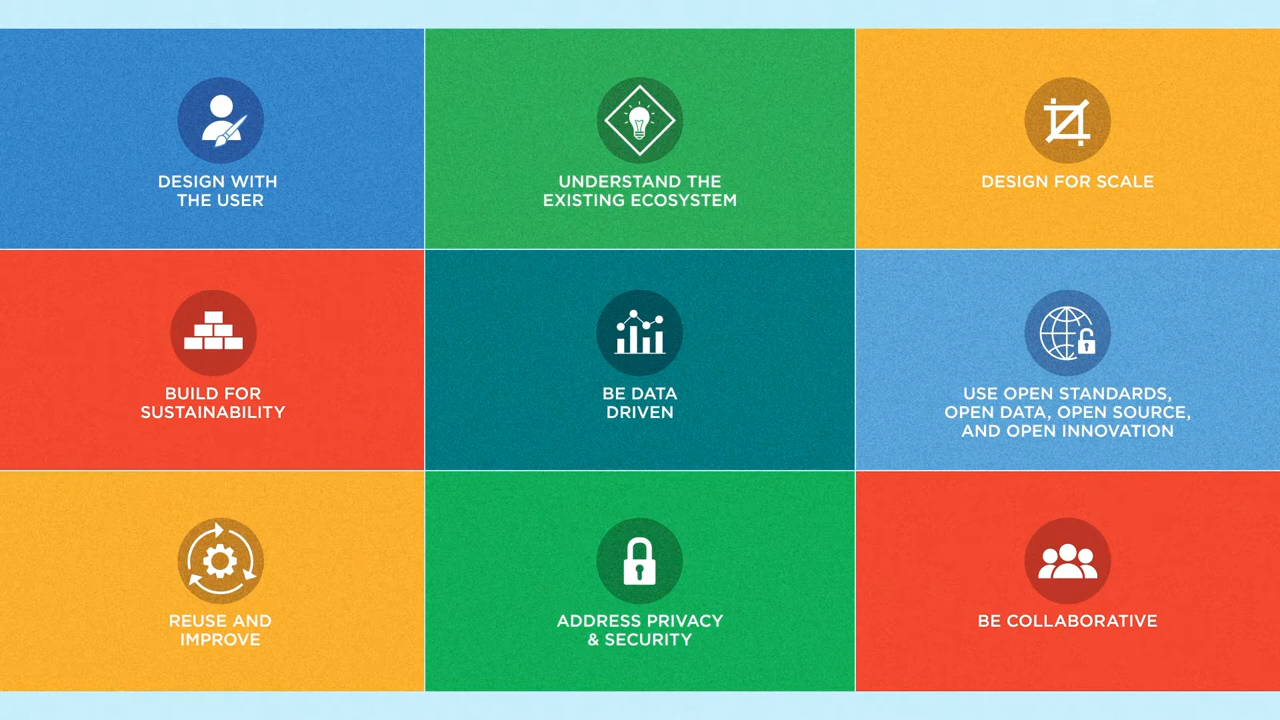 DESIGN WITH
THE USER
UNDERSTAND THE
EXISTING ECOSYSTEM
DESIGN FOR SCALE
BUILD FOR
SUSTAINABILITY
BE DATA
DRIVEN
USE OPEN STANDARDS,
OPEN DATA, OPEN SOURCE,
AND OPEN INNOVATION
REUSE AND
IMPROVE
ADDRESS PRIVACY
& SECURITY
BE COLLABORATIVE